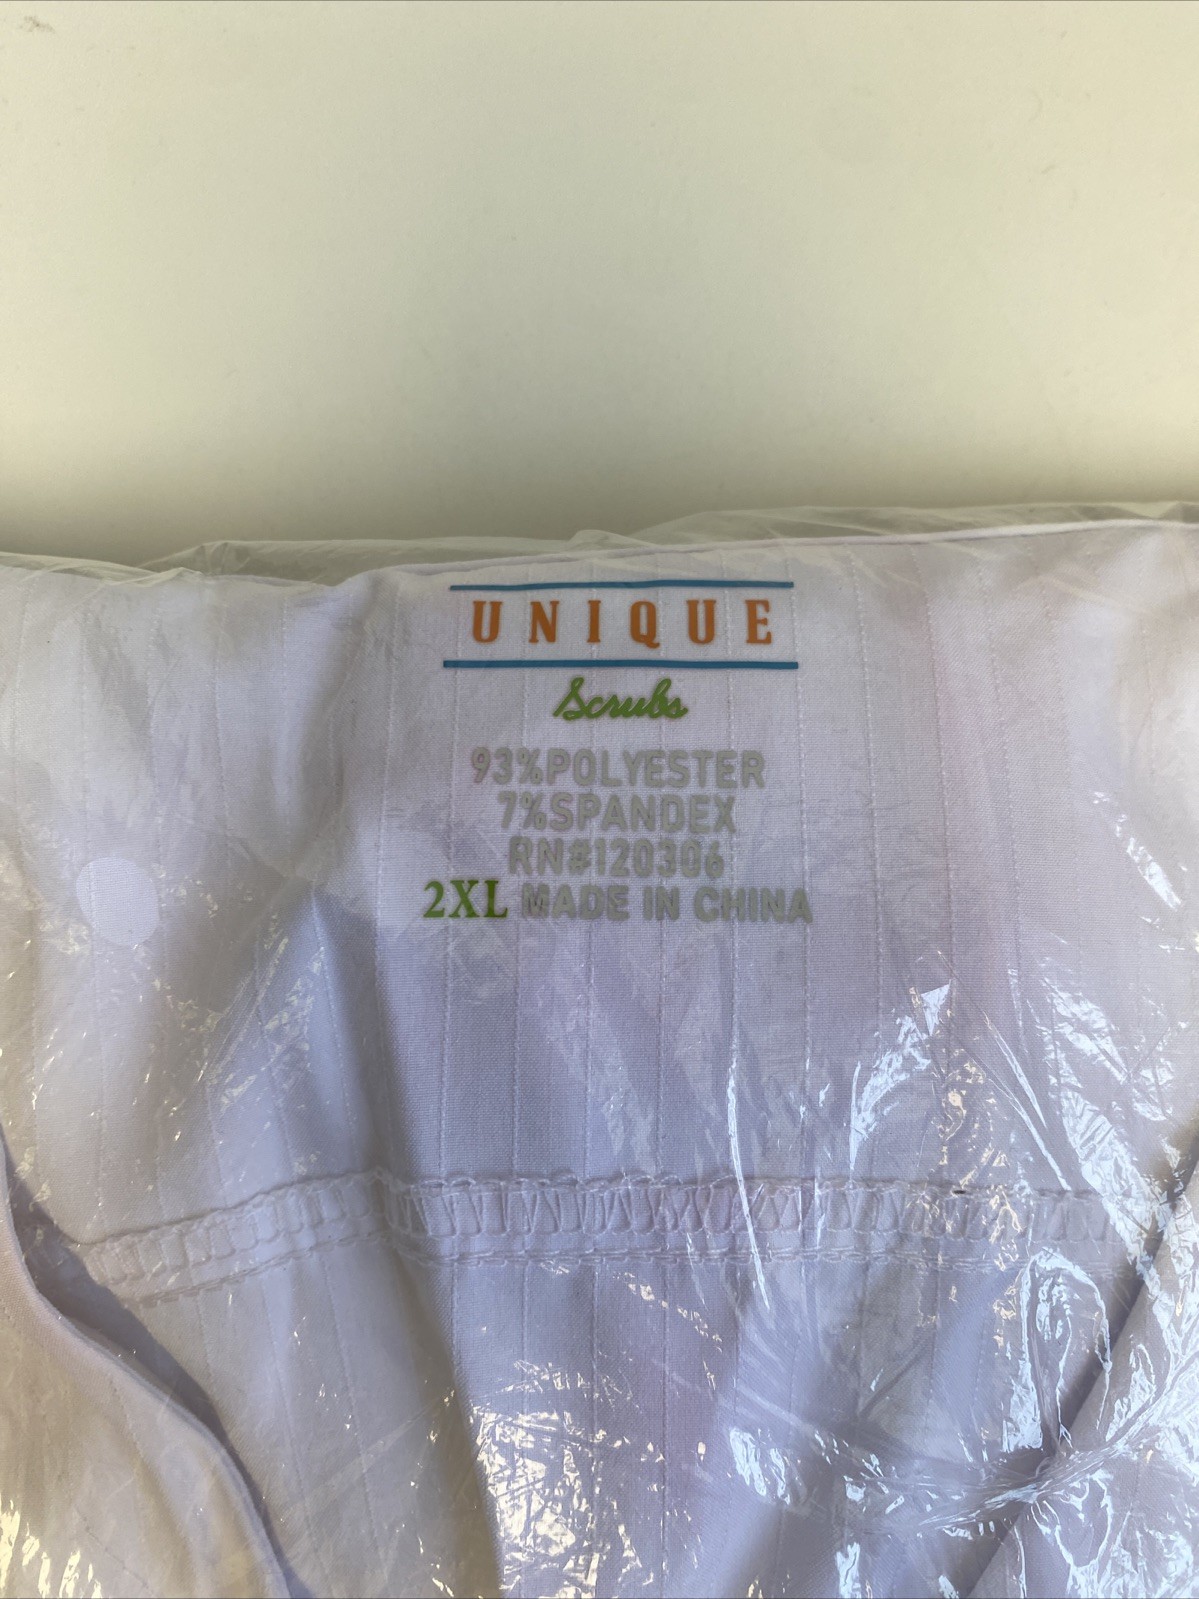 UNIQUE
Scrubs
93%POLYESTER
7%SPANDEX
RN#120306
2XL MADE IN CHINA